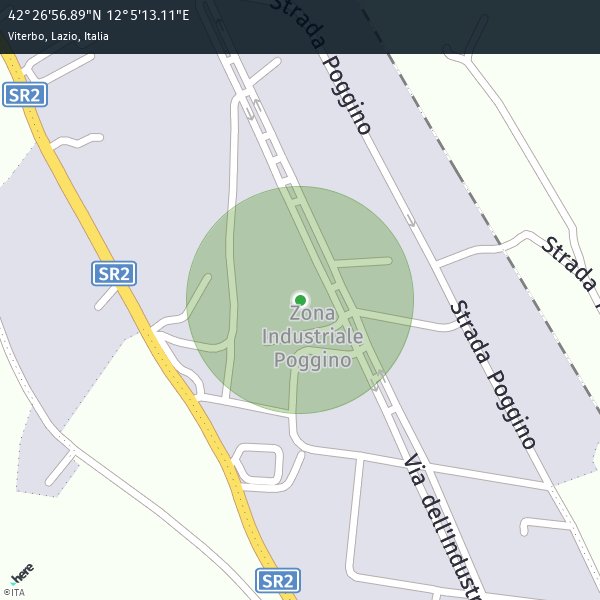 42°26'56.89"N 12°5'13.11"E
Viterbo, Lazio, Italia
Strada Poggino
SR2
SR2
Strada
Zona
Industriale
Poggino
Strada Poggino
Via dell'Industr
SR2
here
©ITA